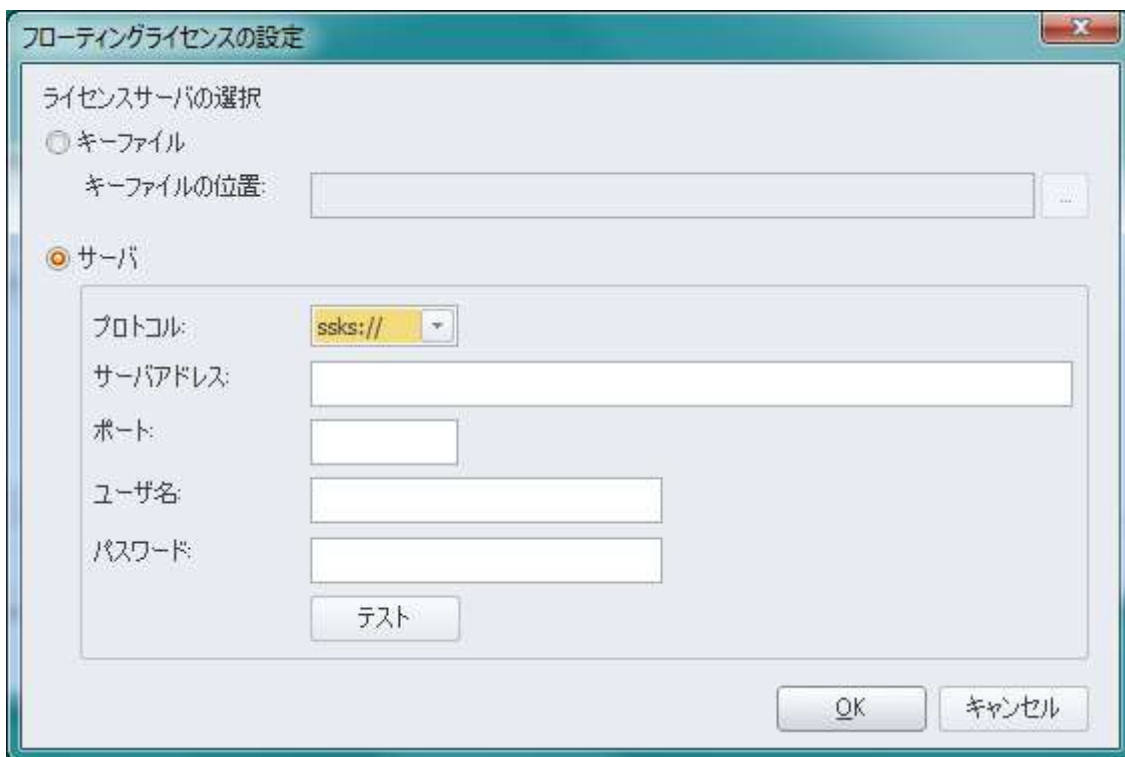 フローティングライセンスの設定
ライセンスサーバの選択
キーファイル
キーファイルの位置:
...
サーバ
プロトコル: ssks://
サーバアドレス:
ポート:
ユーザ名:
パスワード:
テスト
OK キャンセル